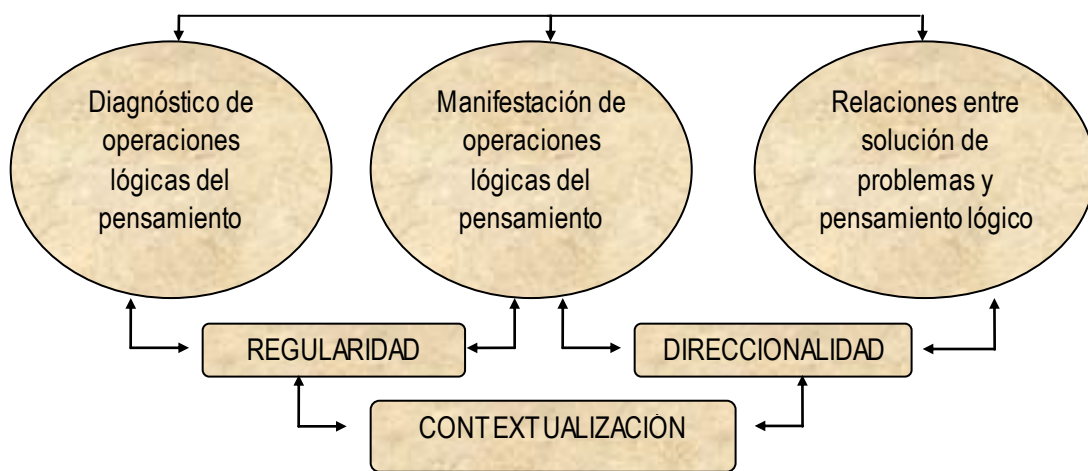 Diagnóstico de
operaciones
lógicas del
pensamiento
Manifestación de
operaciones
lógicas del
pensamiento
Relaciones entre
solución de
problemas y
pensamiento lógico
REGULARIDAD
DIRECCIONALIDAD
CONTEXTUALIZACIÓN